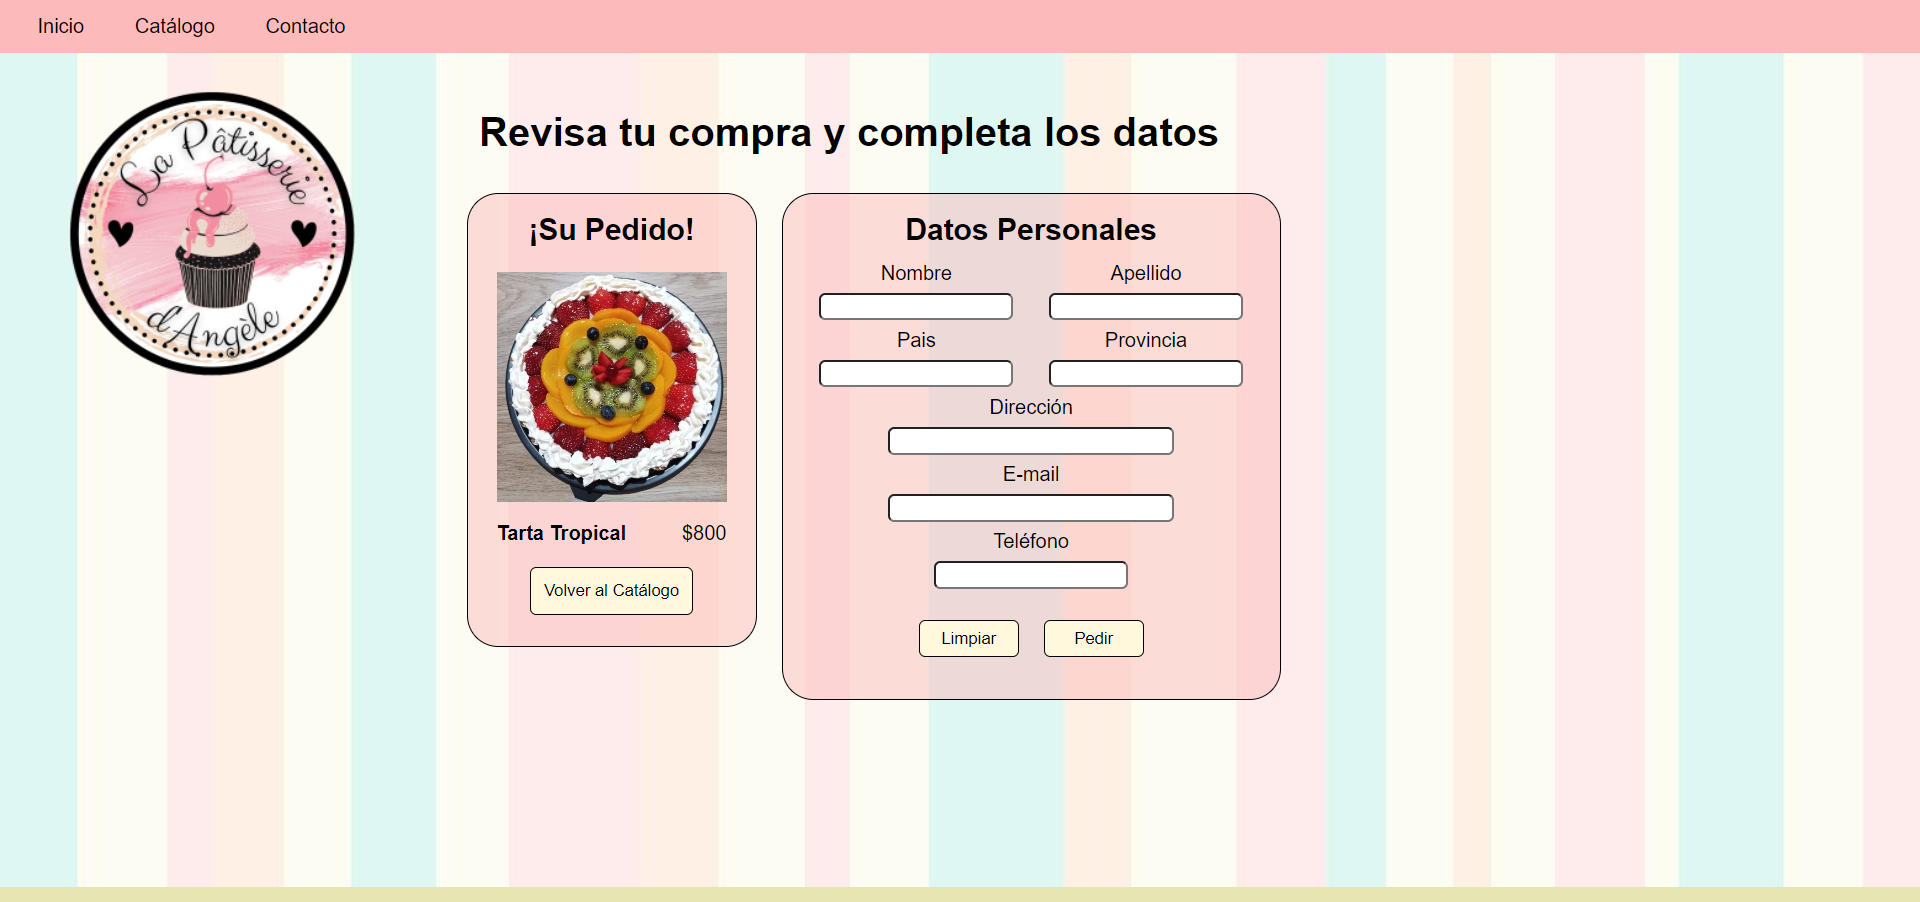 Inicio Catálogo Contacto
La Pâtisserie
d'Angèle
Revisa tu compra y completa los datos
¡Su Pedido!
Tarta Tropical $800
Volver al Catálogo
Datos Personales
Nombre Apellido
Pais Provincia
Dirección
E-mail
Teléfono
Limpiar Pedir